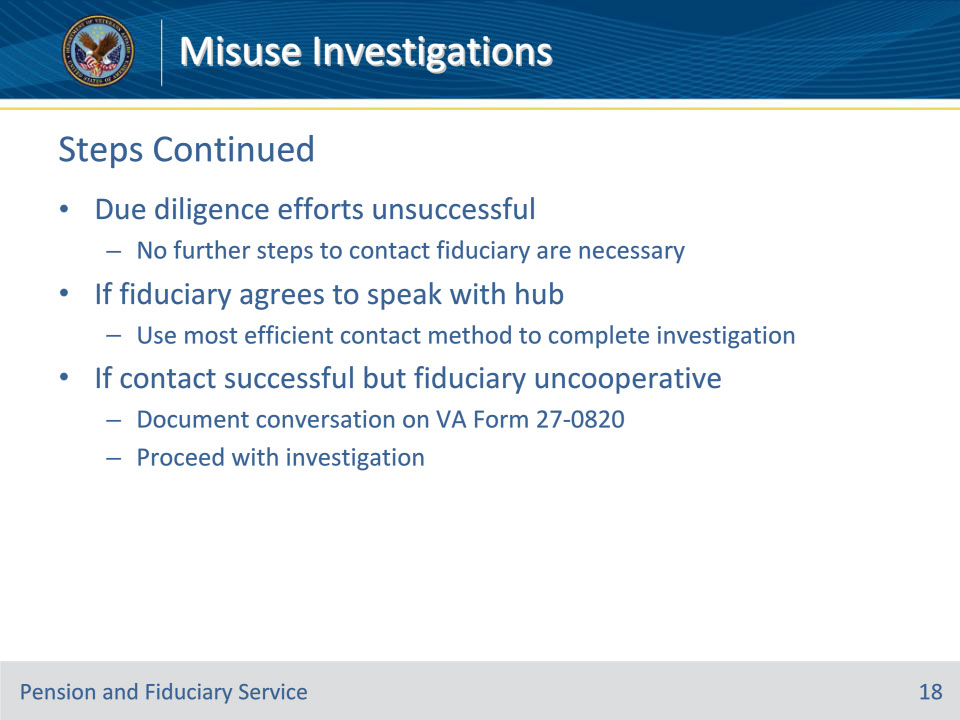 Misuse Investigations
Steps Continued
• Due diligence efforts unsuccessful
– No further steps to contact fiduciary are necessary
• If fiduciary agrees to speak with hub
– Use most efficient contact method to complete investigation
• If contact successful but fiduciary uncooperative
– Document conversation on VA Form 27-0820
– Proceed with investigation
Pension and Fiduciary Service
18